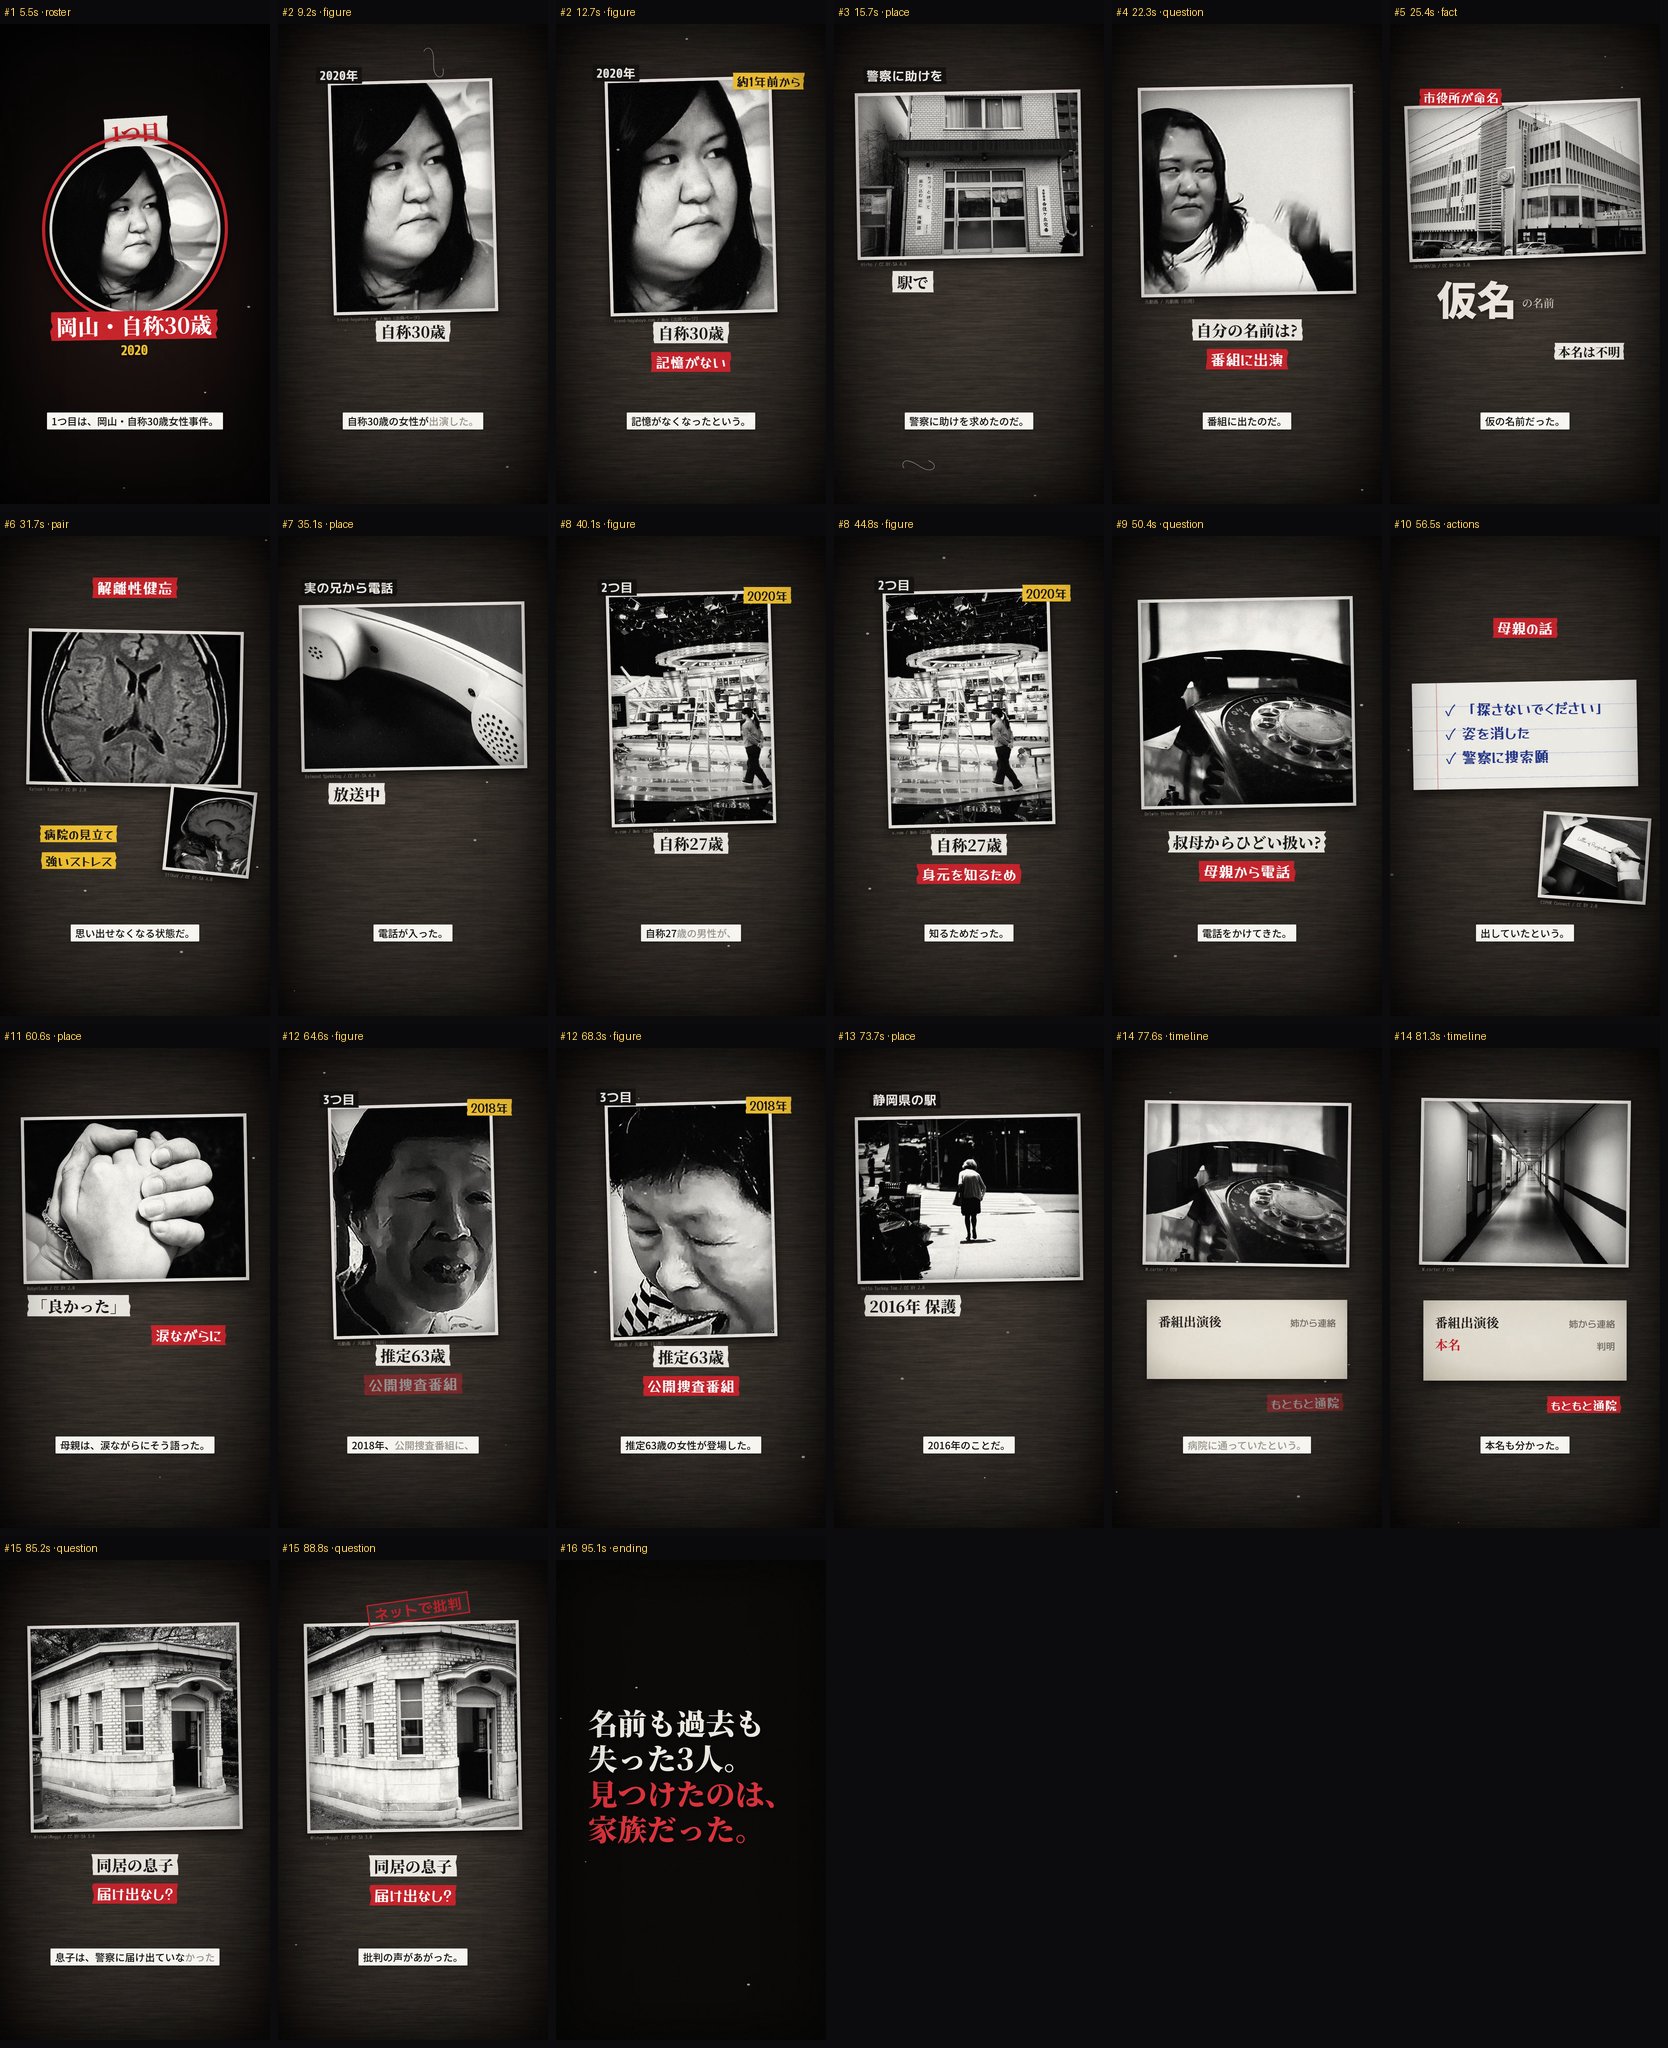 #1 5.5s · roster
1つ目
岡山・自称30歳
2020
1つ目は、岡山・自称30歳女性事件。
#2 9.2s · figure
2020年
自称30歳
自称30歳の女性が出演した。
#2 12.7s · figure
2020年
約1年前から
自称30歳
記憶がない
記憶がなくなったという。
#3 15.7s · place
警察に助けを
駅で
警察に助けを求めたのだ。
#4 22.3s · question
自分の名前は?
番組に出演
番組に出たのだ。
#5 25.4s · fact
市役所が命名
仮名 の名前
本名は不明
仮の名前だった。
#6 31.7s · pair
解離性健忘
病院の見立て
強いストレス
思い出せなくなる状態だ。
#7 35.1s · place
実の兄から電話
放送中
電話が入った。
#8 40.1s · figure
2つ目
2020年
自称27歳
自称27歳の男性が、
#8 44.8s · figure
2つ目
2020年
自称27歳
身元を知るため
知るためだった。
#9 50.4s · question
叔母からひどい扱い?
母親から電話
電話をかけてきた。
#10 56.5s · actions
母親の話
✓ 「探さないでください」
✓ 姿を消した
✓ 警察に捜索願
出していたという。
#11 60.6s · place
「良かった」
涙ながらに
母親は、涙ながらにそう語った。
#12 64.6s · figure
3つ目
2018年
推定63歳
公開捜査番組
2018年、公開捜査番組に、
#12 68.3s · figure
3つ目
2018年
推定63歳
公開捜査番組
推定63歳の女性が登場した。
#13 73.7s · place
静岡県の駅
2016年 保護
2016年のことだ。
#14 77.6s · timeline
番組出演後 姉から連絡
もともと通院
病院に通っていたという。
#14 81.3s · timeline
番組出演後 姉から連絡
本名 判明
もともと通院
本名も分かった。
#15 85.2s · question
同居の息子
届け出なし?
息子は、警察に届け出ていなかった
#15 88.8s · question
ネットで批判
同居の息子
届け出なし?
批判の声があがった。
#16 95.1s · ending
名前も過去も
失った3人。
見つけたのは、
家族だった。